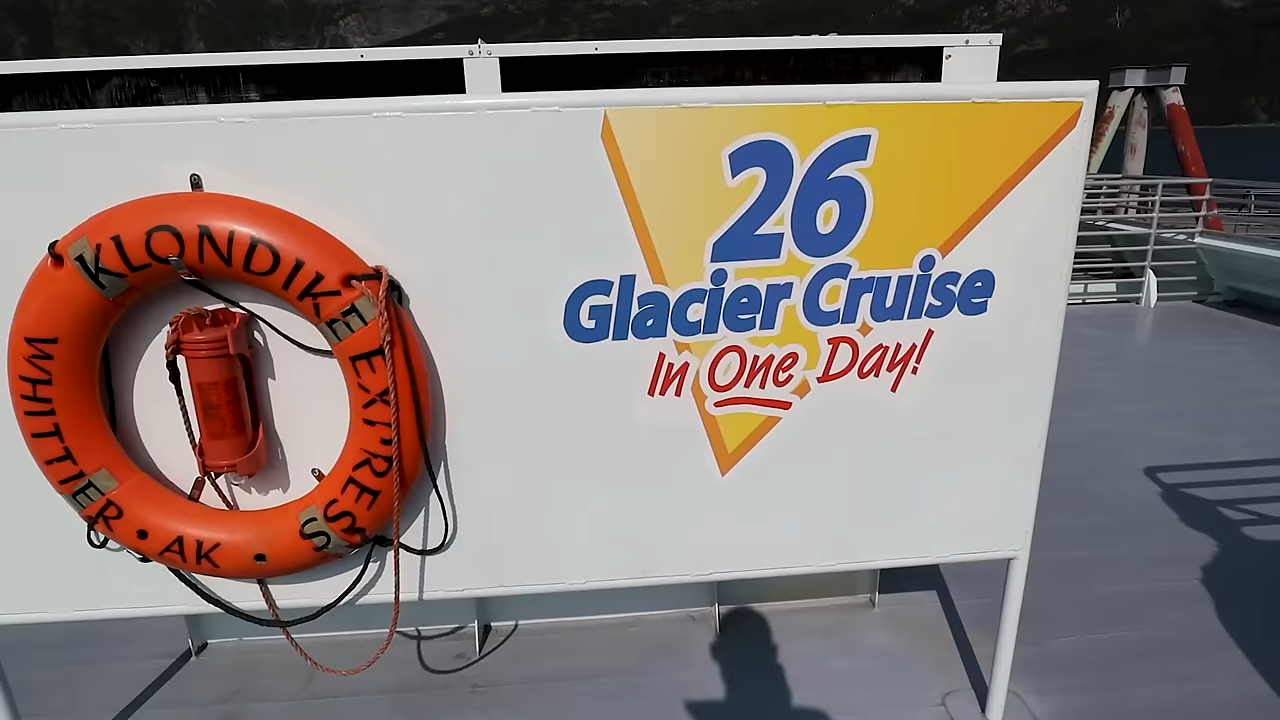 KLONDIKE EXPRESS
WHITTIER • AK •
26
Glacier Cruise
In One Day!